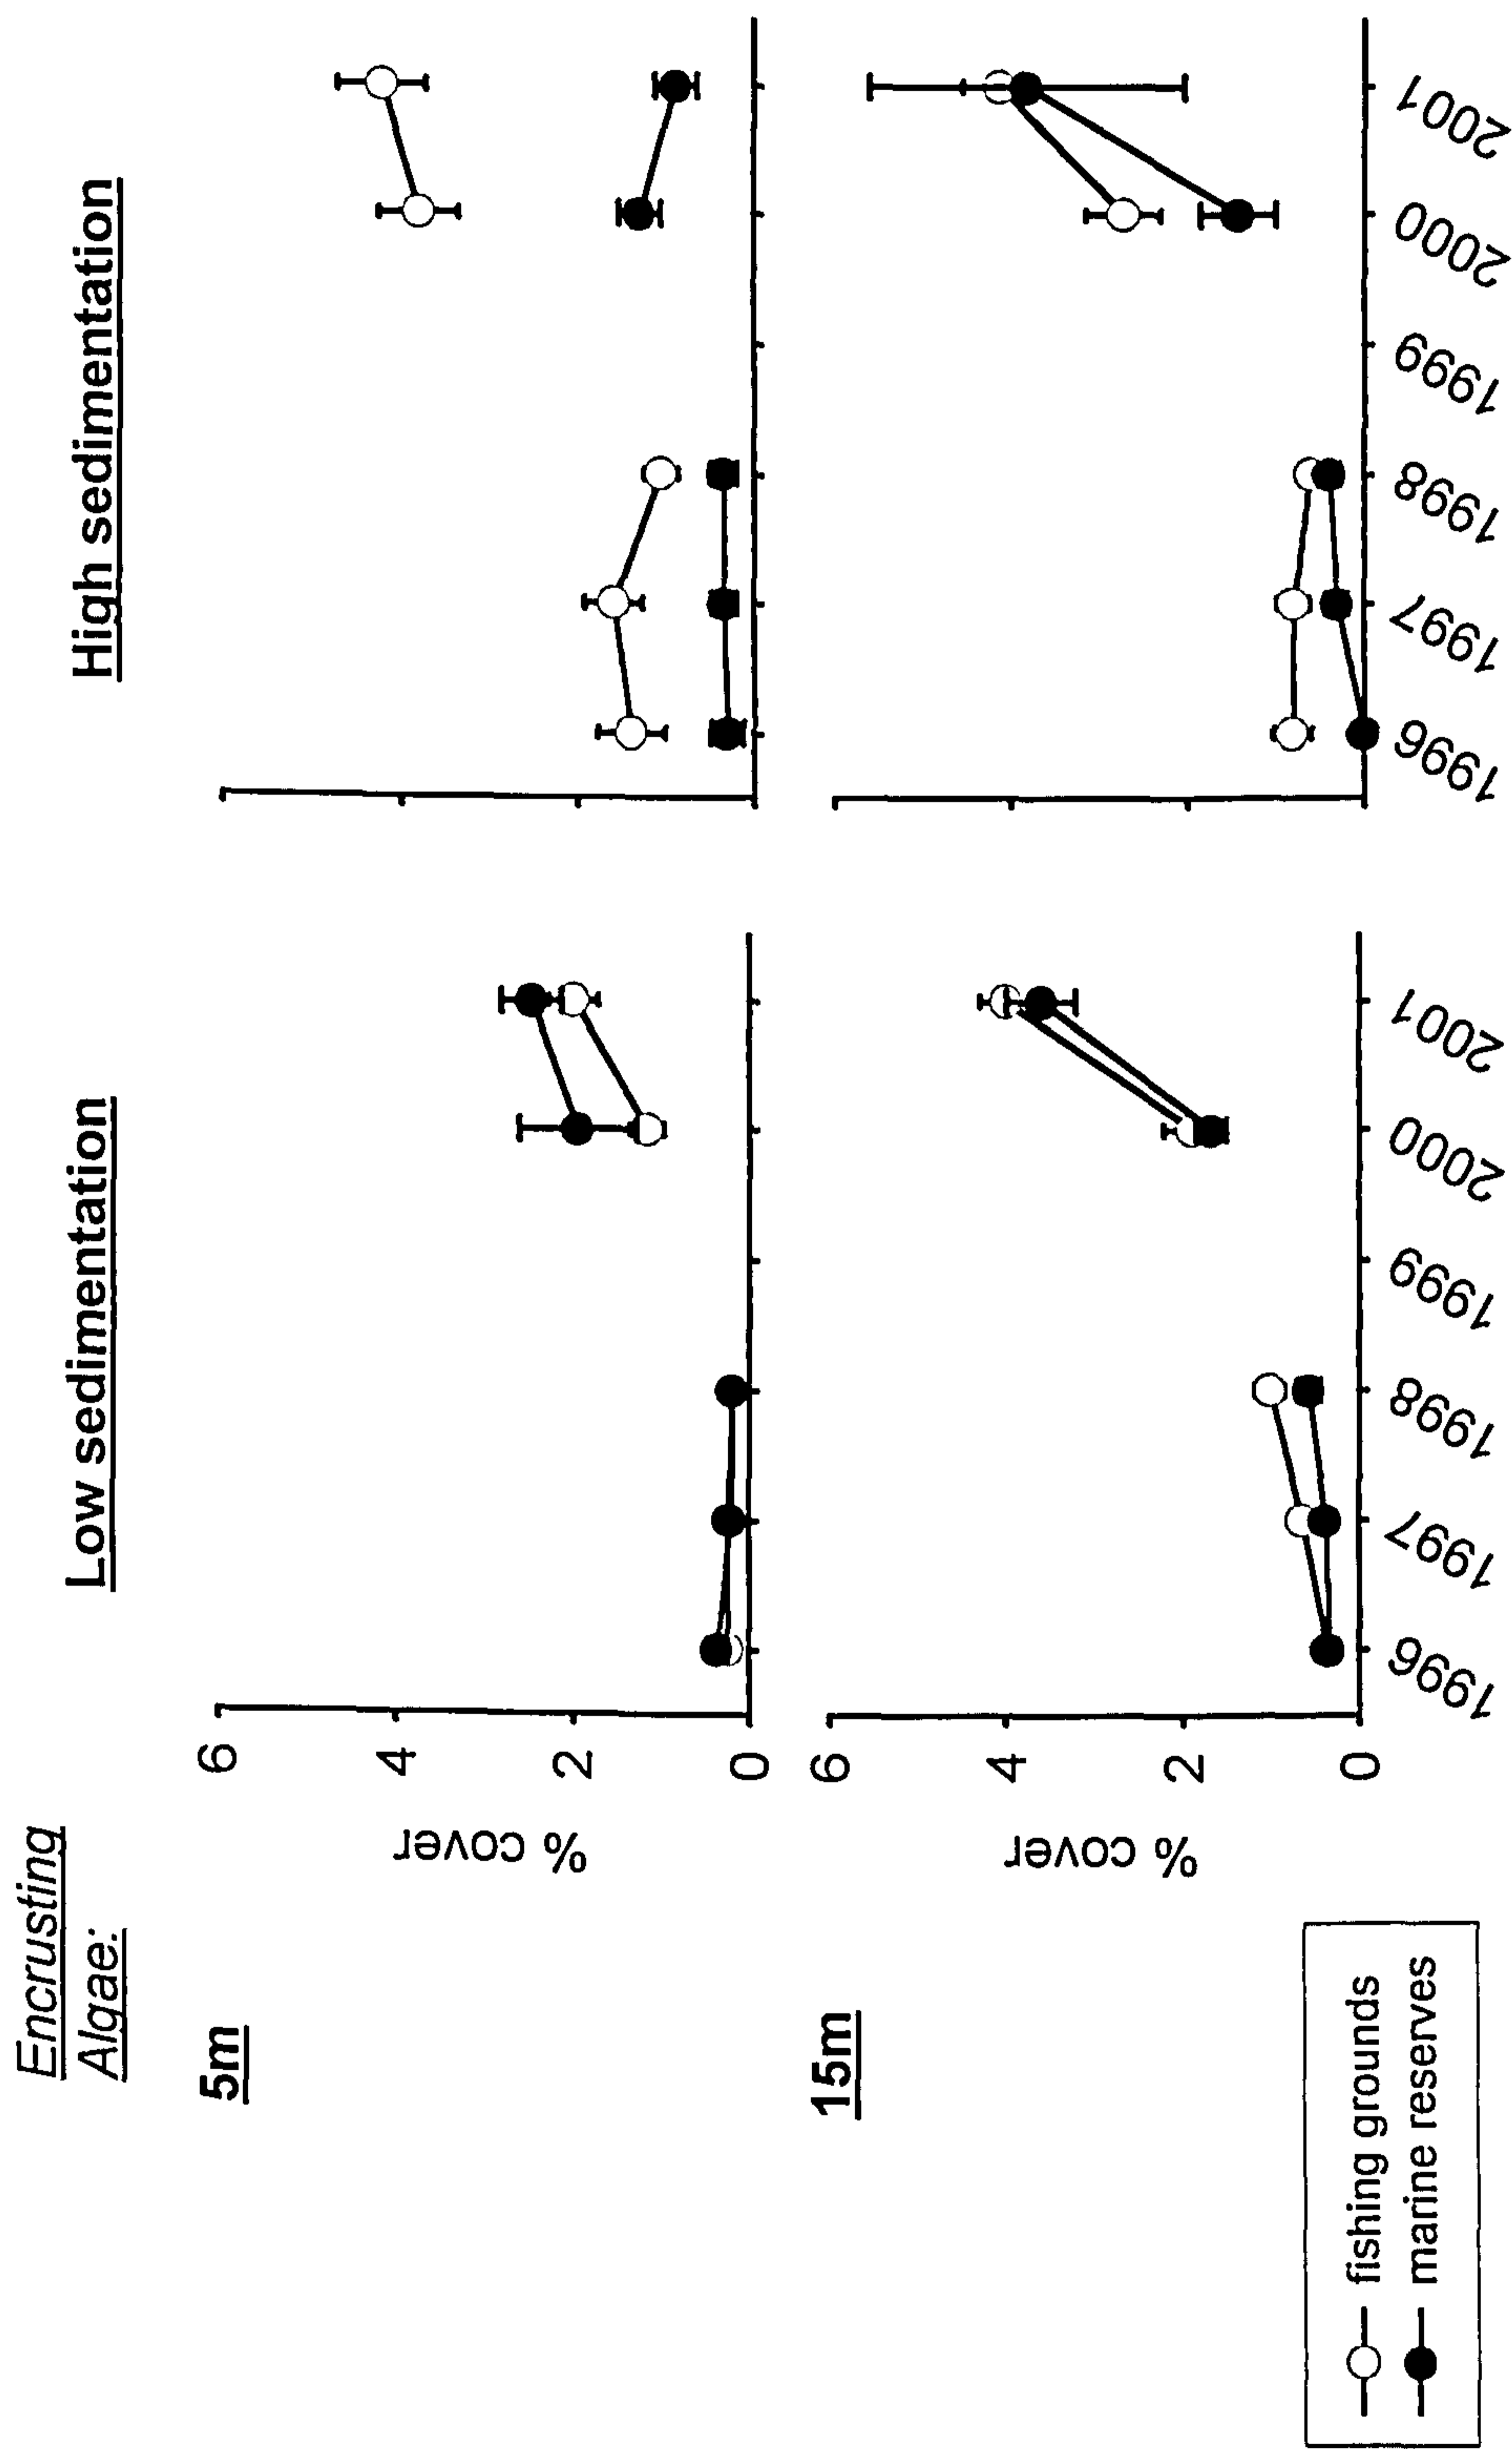 Encrusting
Algae:
Low sedimentation
High sedimentation
5m
% cover
6
4
2
0
15m
% cover
6
4
2
0
1996
1997
1998
1999
2000
2001
1996
1997
1998
1999
2000
2001
fishing grounds
marine reserves